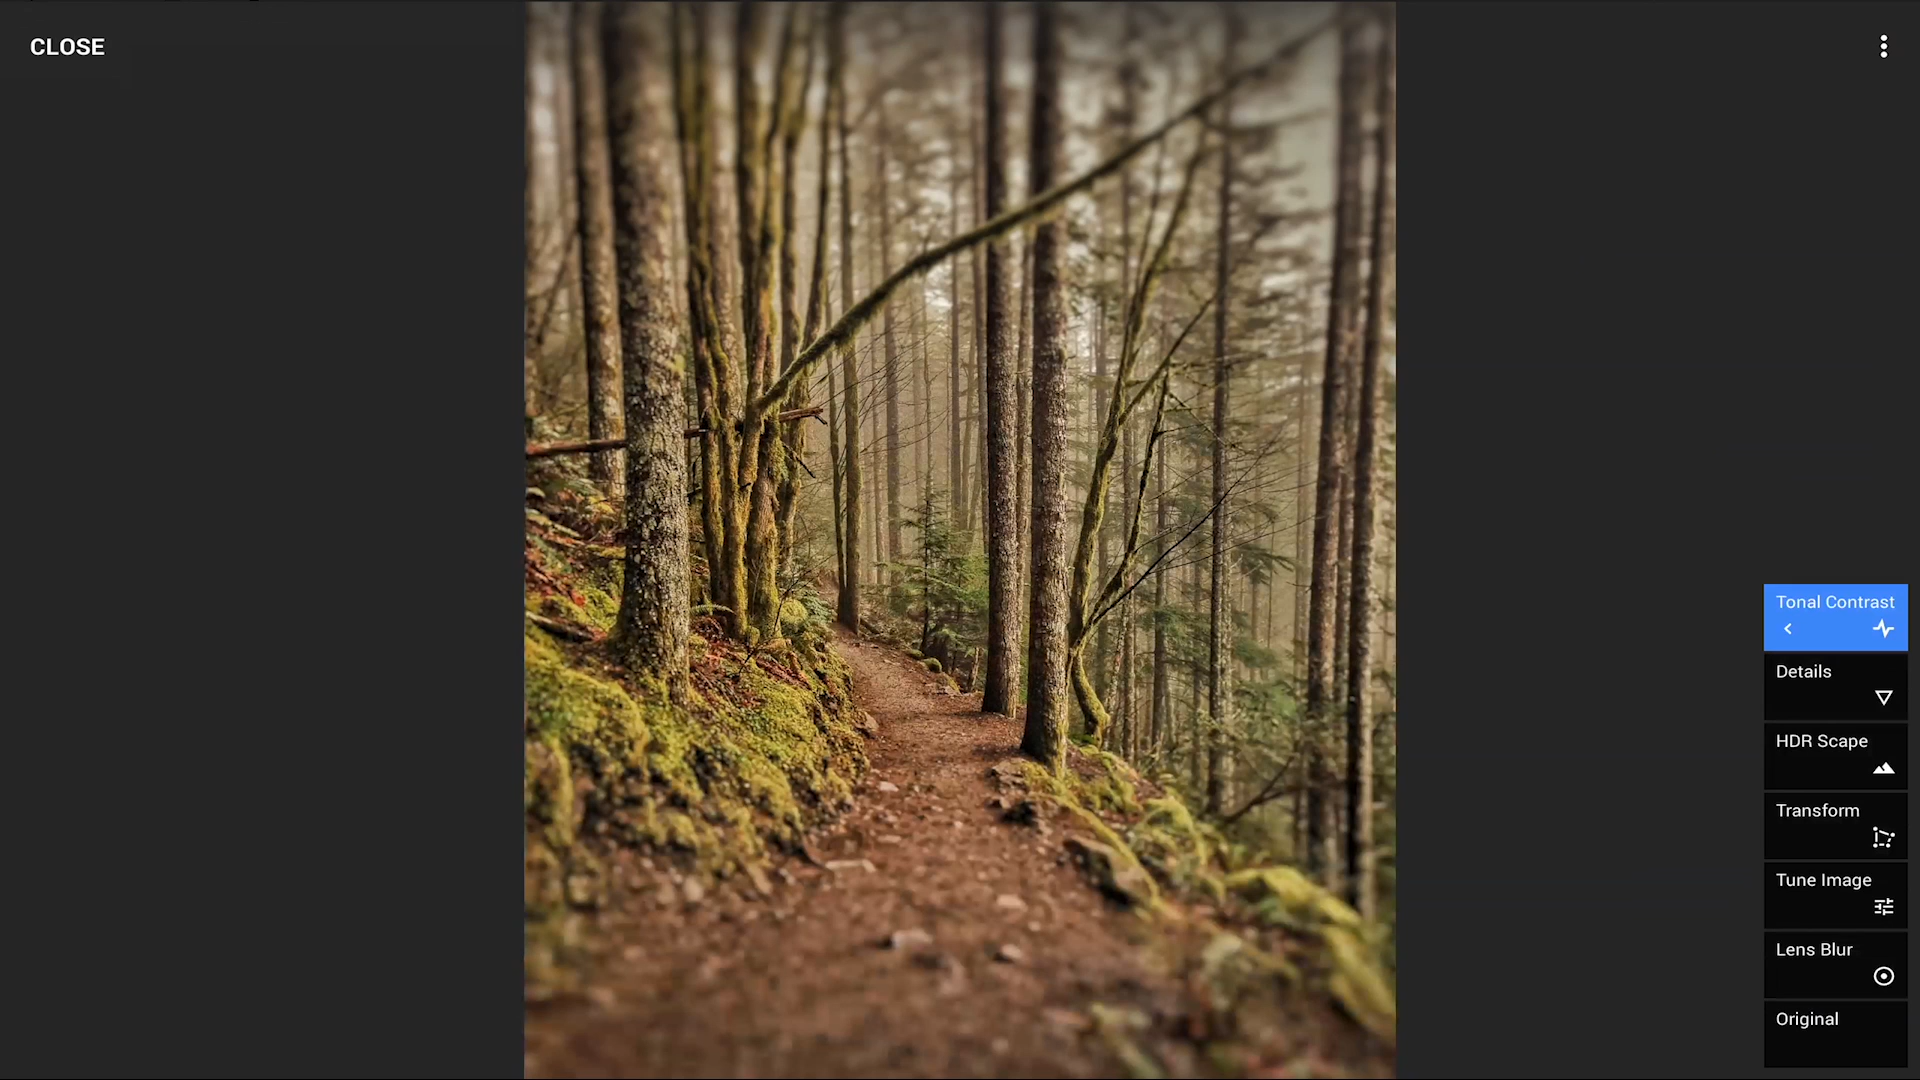 CLOSE
Tonal Contrast
Details
HDR Scape
Transform
Tune Image
Lens Blur
Original